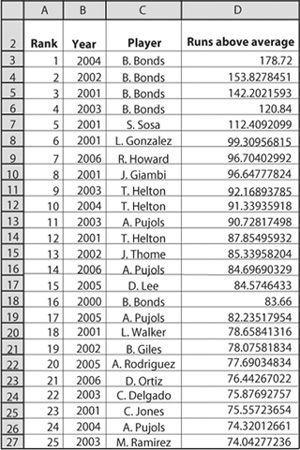 A B C D
2 Rank Year Player Runs above average
3 1 2004 B. Bonds 178.72
4 2 2002 B. Bonds 153.8278451
5 3 2001 B. Bonds 142.2021593
6 4 2003 B. Bonds 120.84
7 5 2001 S. Sosa 112.4092099
8 6 2001 L. Gonzalez 99.30956815
9 7 2006 R. Howard 96.70402992
10 8 2001 J. Giambi 96.64777824
11 9 2003 T. Helton 92.16893785
12 10 2004 T. Helton 91.33935918
13 11 2003 A. Pujols 90.72817498
14 12 2001 T. Helton 87.85495932
15 13 2002 J. Thome 85.33958204
16 14 2006 A. Pujols 84.69690329
17 15 2005 D. Lee 84.5746433
18 16 2000 B. Bonds 83.66
19 17 2005 A. Pujols 82.23517954
20 18 2001 L. Walker 78.65841316
21 19 2002 B. Giles 78.07581834
22 20 2005 A. Rodriguez 77.69034834
23 21 2006 D. Ortiz 76.44267022
24 22 2003 C. Delgado 75.87692757
25 23 2001 C. Jones 75.55723654
26 24 2004 A. Pujols 74.32012661
27 25 2003 M. Ramirez 74.04277236